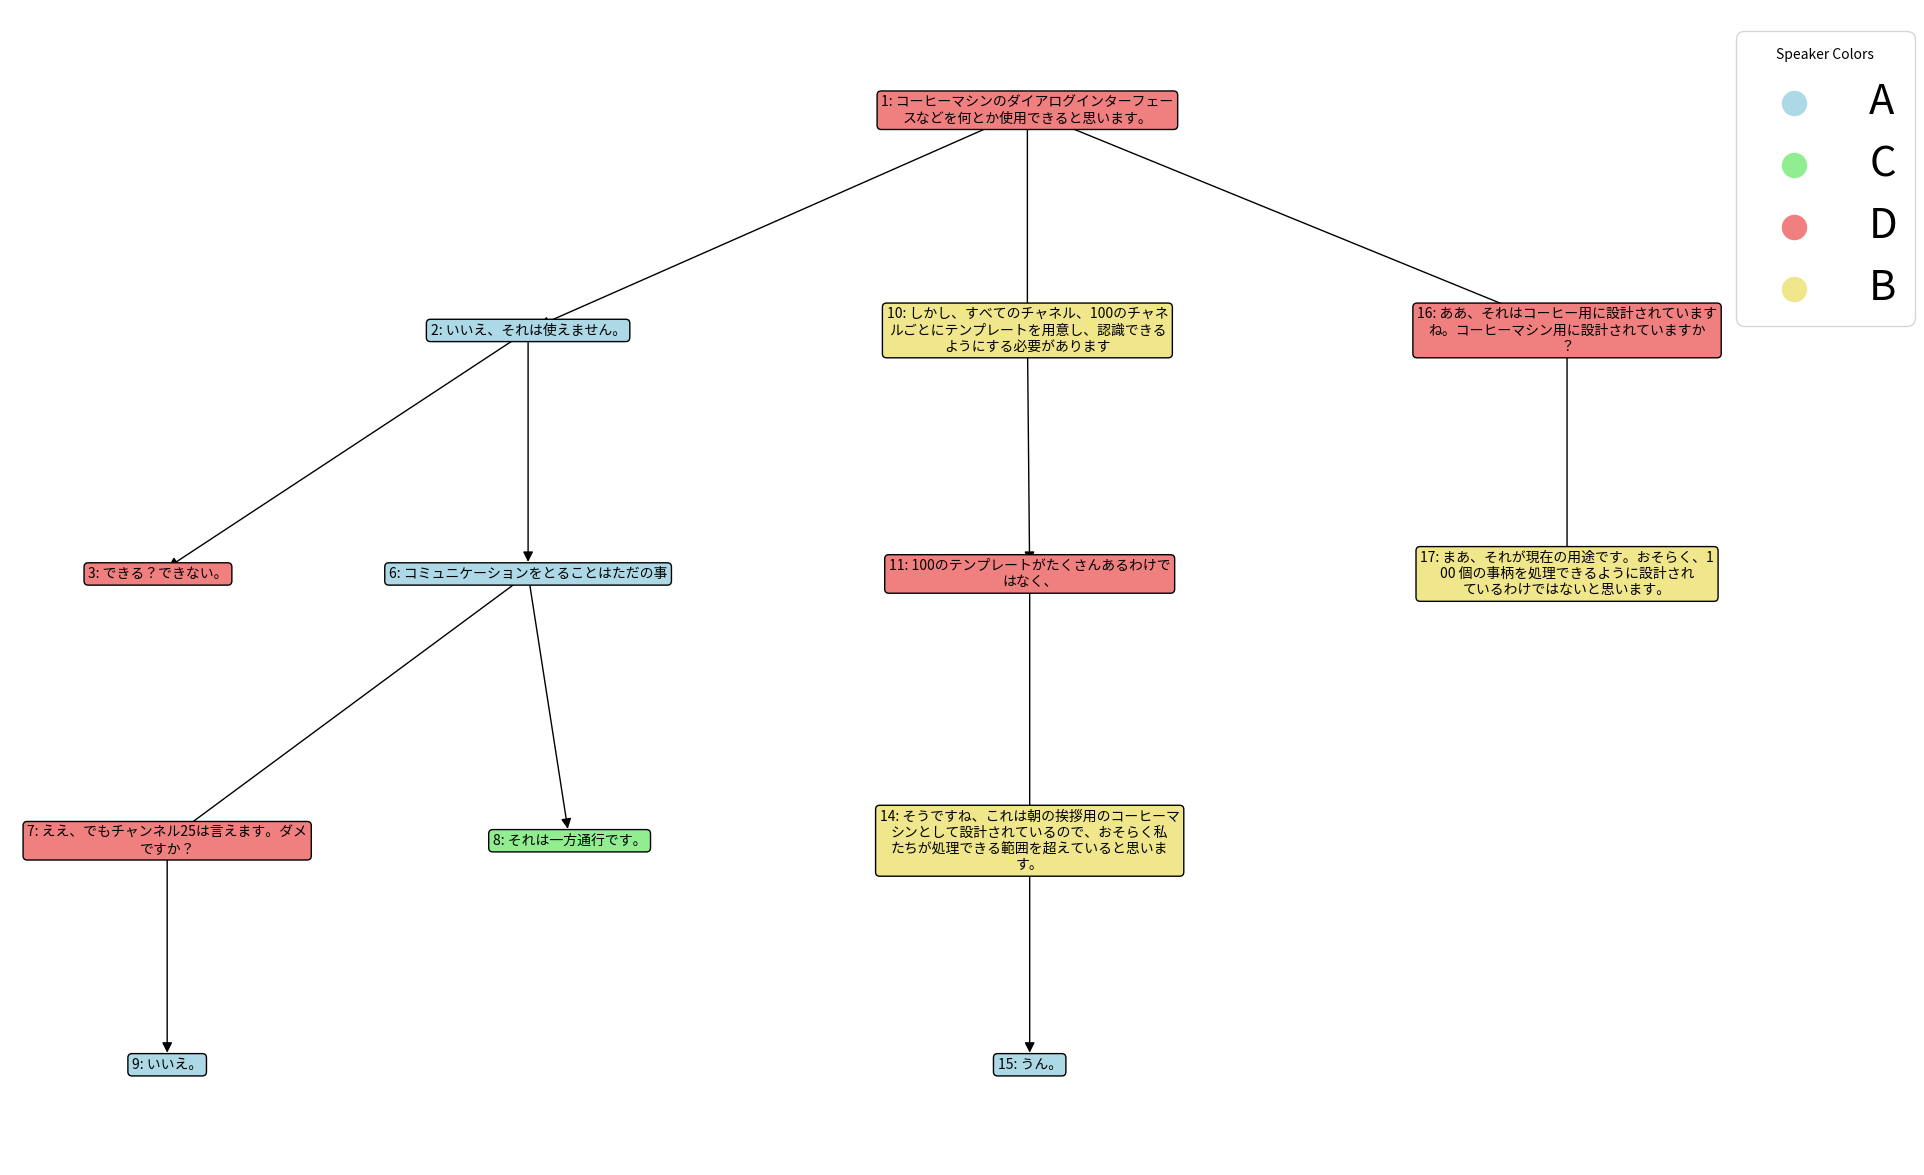 Speaker Colors
A
C
D
B
1: コーヒーマシンのダイアログインターフェー
スなどを何とか使用できると思います。
2: いいえ、それは使えません。
10: しかし、すべてのチャネル、100のチャネ
ルごとにテンプレートを用意し、認識できる
ようにする必要があります
16: ああ、それはコーヒー用に設計されています
ね。コーヒーマシン用に設計されていますか
？
3: できる？できない。
6: コミュニケーションをとることはただの事
11: 100のテンプレートがたくさんあるわけで
はなく、
17: まあ、それが現在の用途です。おそらく、1
00 個の事柄を処理できるように設計され
ているわけではないと思います。
7: ええ、でもチャンネル25は言えます。ダメ
ですか？
8: それは一方通行です。
14: そうですね、これは朝の挨拶用のコーヒーマ
シンとして設計されているので、おそらく私
たちが処理できる範囲を超えていると思いま
す。
9: いいえ。
15: うん。